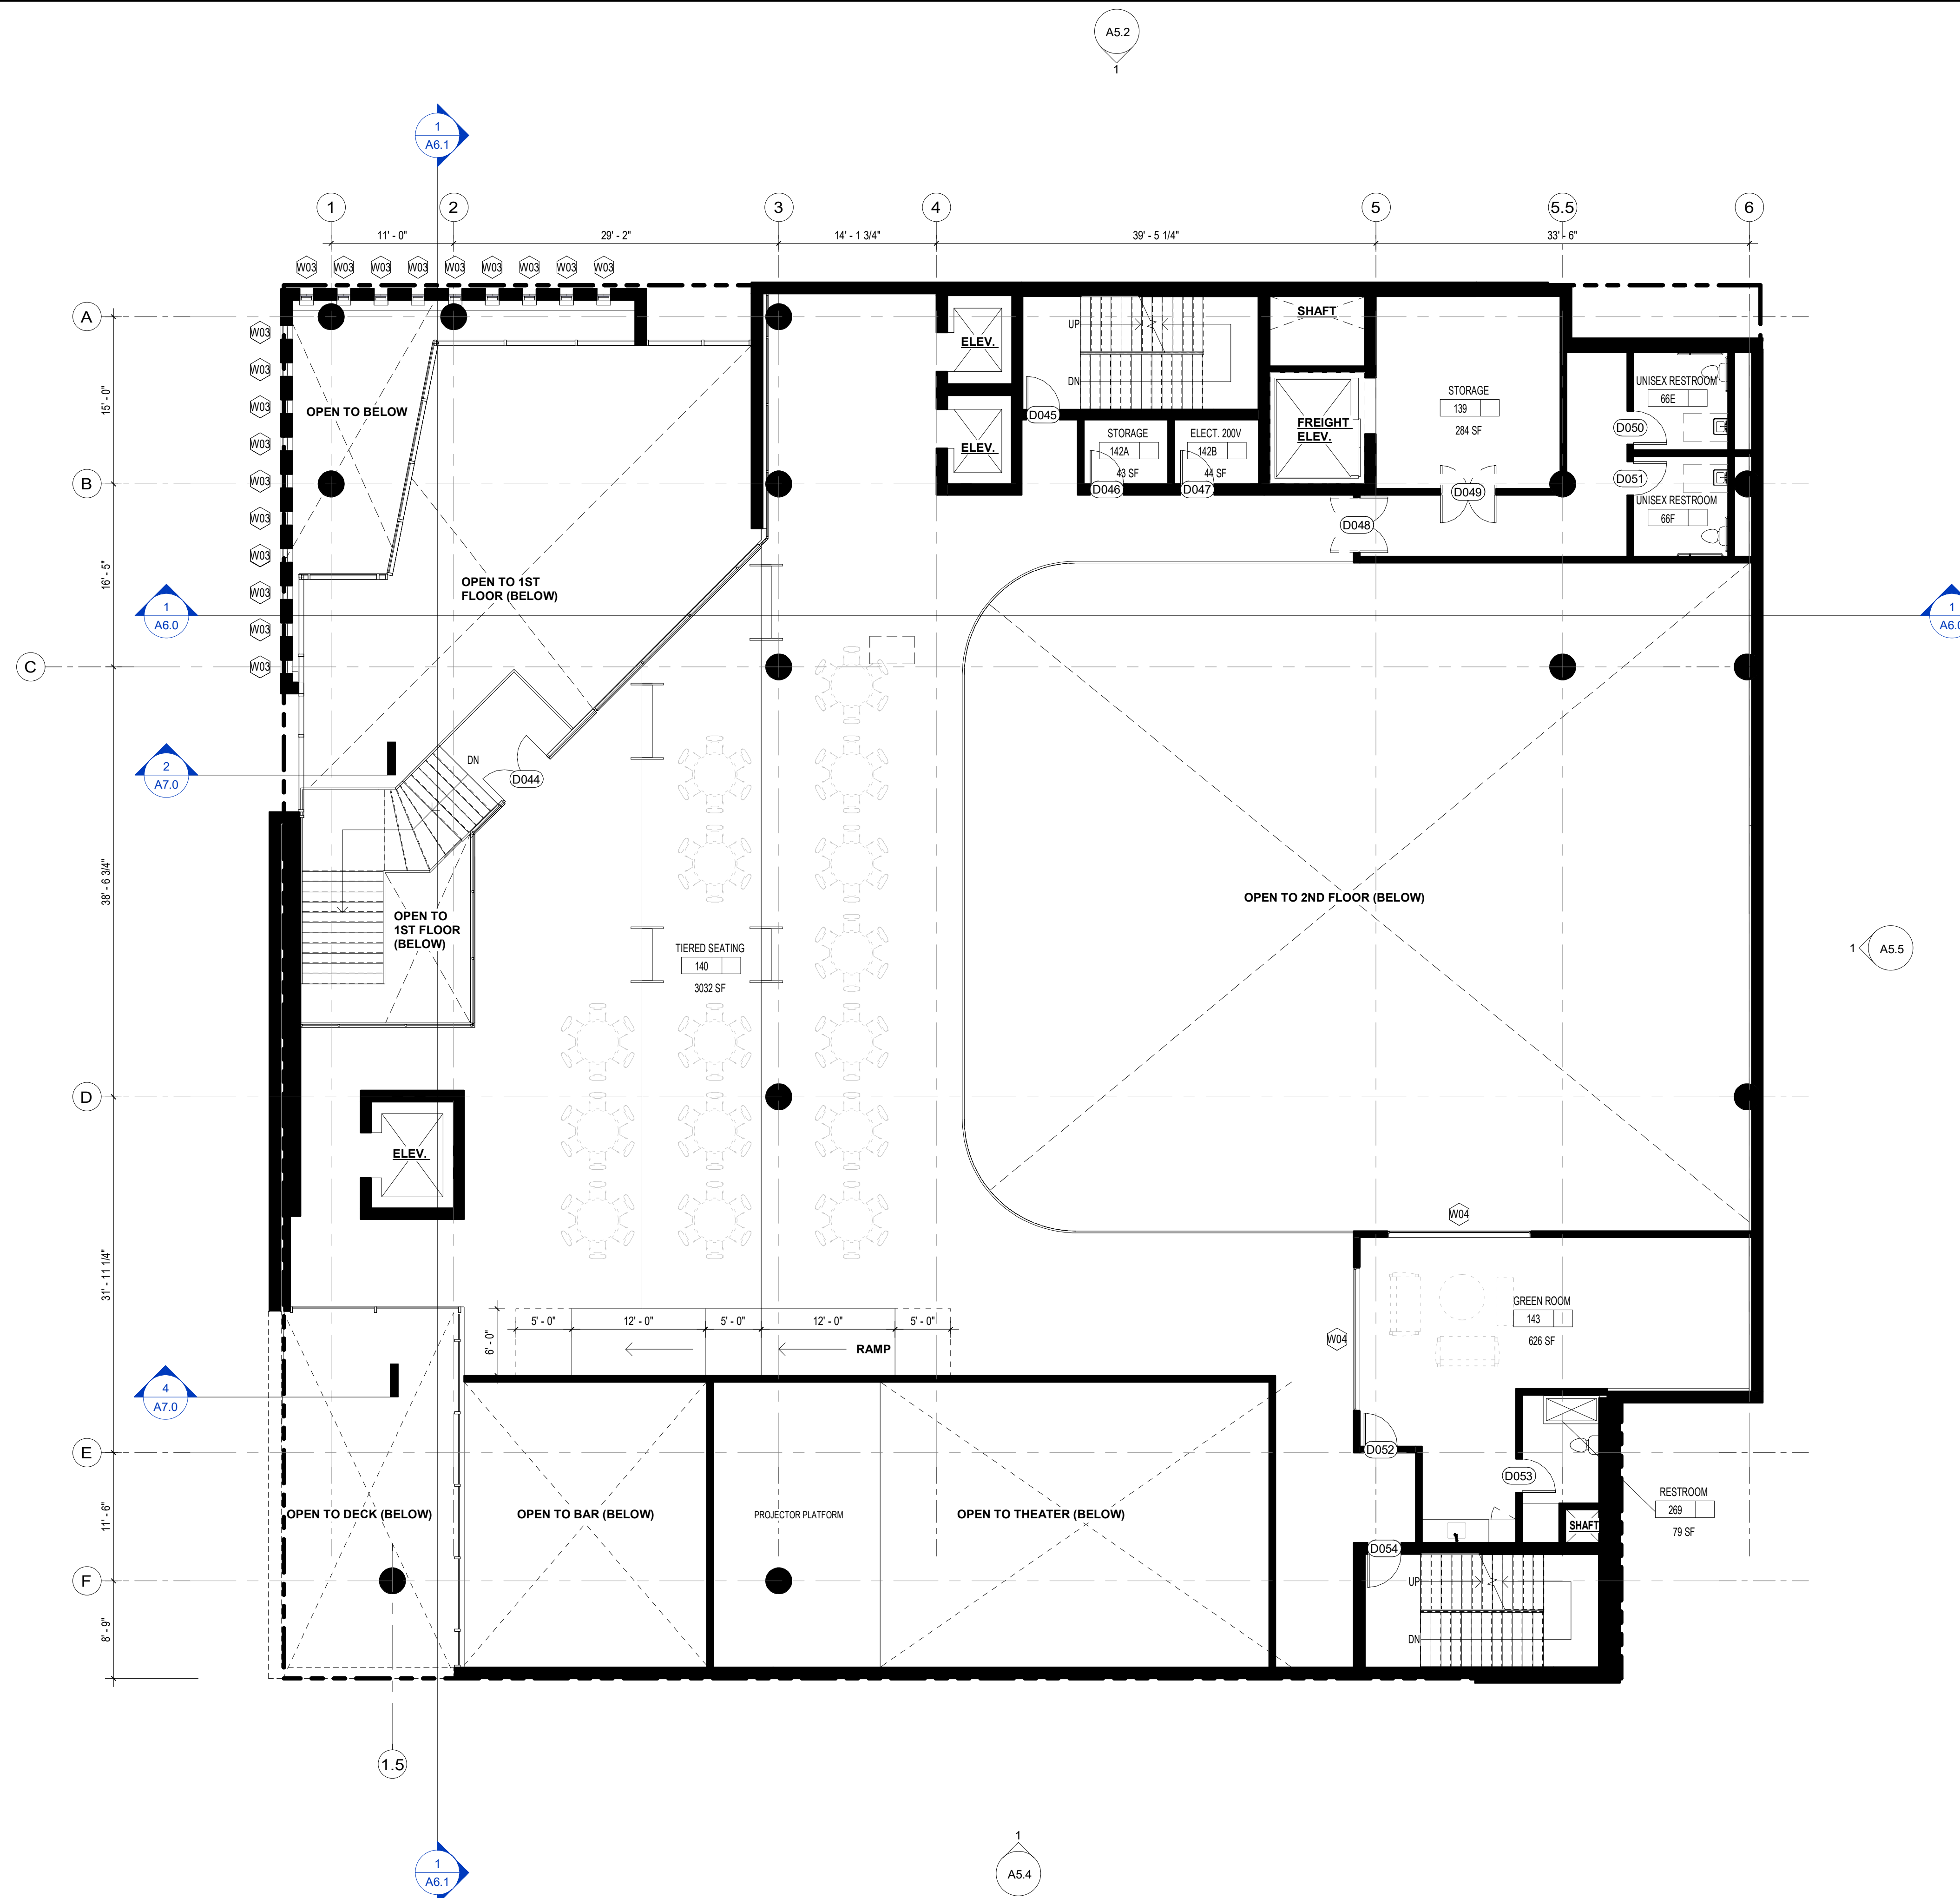 A5.2
1
1
A6.1
1
2
3
4
5
5.5
6
11' - 0"
29' - 2"
14' - 1 3/4"
39' - 5 1/4"
33' - 6"
W03
W03
W03
W03
W03
W03
W03
W03
W03
A
W03
W03
W03
W03
W03
W03
W03
W03
W03
W03
15' - 0"
B
16' - 5"
C
38' - 6 3/4"
D
31' - 11 1/4"
E
11' - 6"
F
8' - 9"
1
A6.0
1
A6.0
2
A7.0
4
A7.0
1
A5.5
OPEN TO BELOW
OPEN TO 1ST
FLOOR (BELOW)
ELEV.
ELEV.
UP
DN
D045
STORAGE
142A
43 SF
D046
ELECT. 200V
142B
44 SF
D047
SHAFT
FREIGHT
ELEV.
STORAGE
139
284 SF
D049
D048
UNISEX RESTROOM
66E
D050
D051
UNISEX RESTROOM
66F
DN
D044
OPEN TO
1ST FLOOR
(BELOW)
TIERED SEATING
140
3032 SF
OPEN TO 2ND FLOOR (BELOW)
ELEV.
W04
W04
GREEN ROOM
143
626 SF
6' - 0"
5' - 0"
12' - 0"
5' - 0"
12' - 0"
5' - 0"
RAMP
D052
D053
RESTROOM
269
79 SF
SHAFT
OPEN TO DECK (BELOW)
OPEN TO BAR (BELOW)
PROJECTOR PLATFORM
OPEN TO THEATER (BELOW)
D054
UP
DN
1.5
1
A6.1
1
A5.4